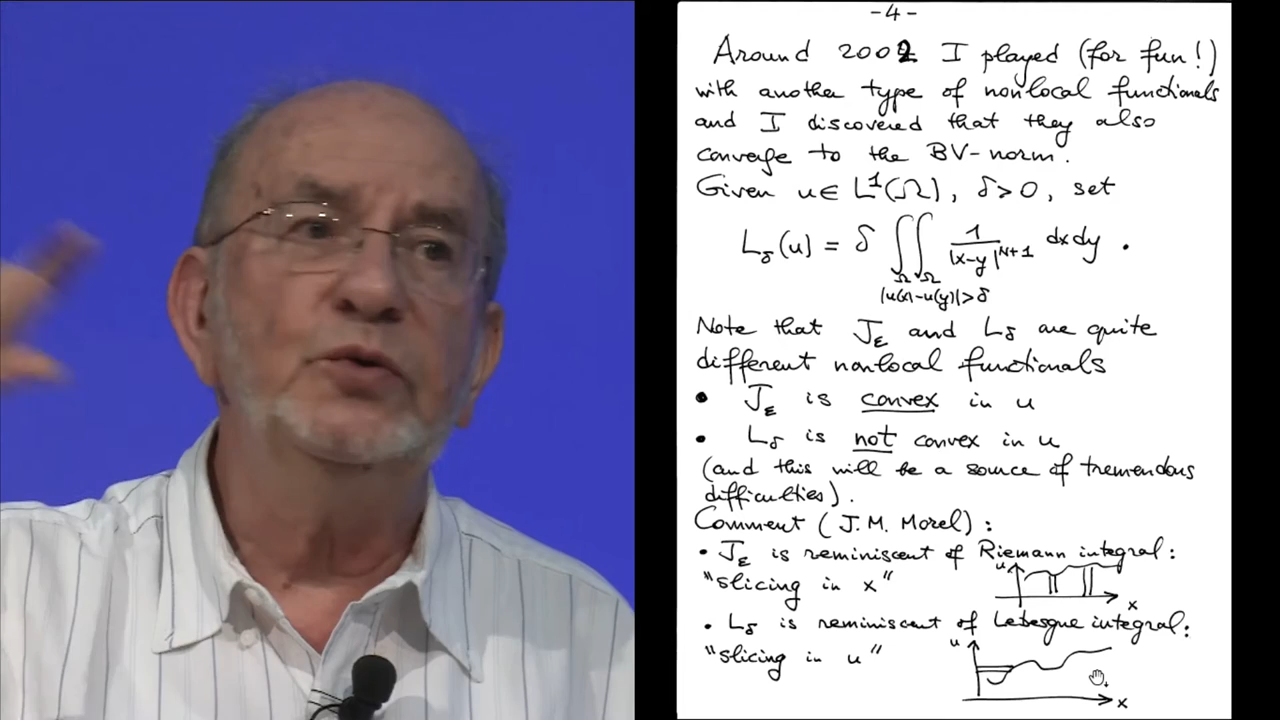 -4-
Around 2002 I played (for fun!)
with another type of nonlocal functionals
and I discovered that they also
converge to the BV-norm.
Given u∈ L¹(Ω), δ>0, set
L_δ(u) = δ ∬ 1/|x-y|^{N+1} dxdy .
Ω Ω
|u(x)-u(y)|>δ
Note that J_ε and L_δ are quite
different nonlocal functionals
• J_ε is convex in u
• L_δ is not convex in u
(and this will be a source of tremendous
difficulties).
Comment (J.M. Morel):
• J_ε is reminiscent of Riemann integral:
"slicing in x"
u
x
• L_δ is reminiscent of Lebesgue integral:
"slicing in u"
u
x